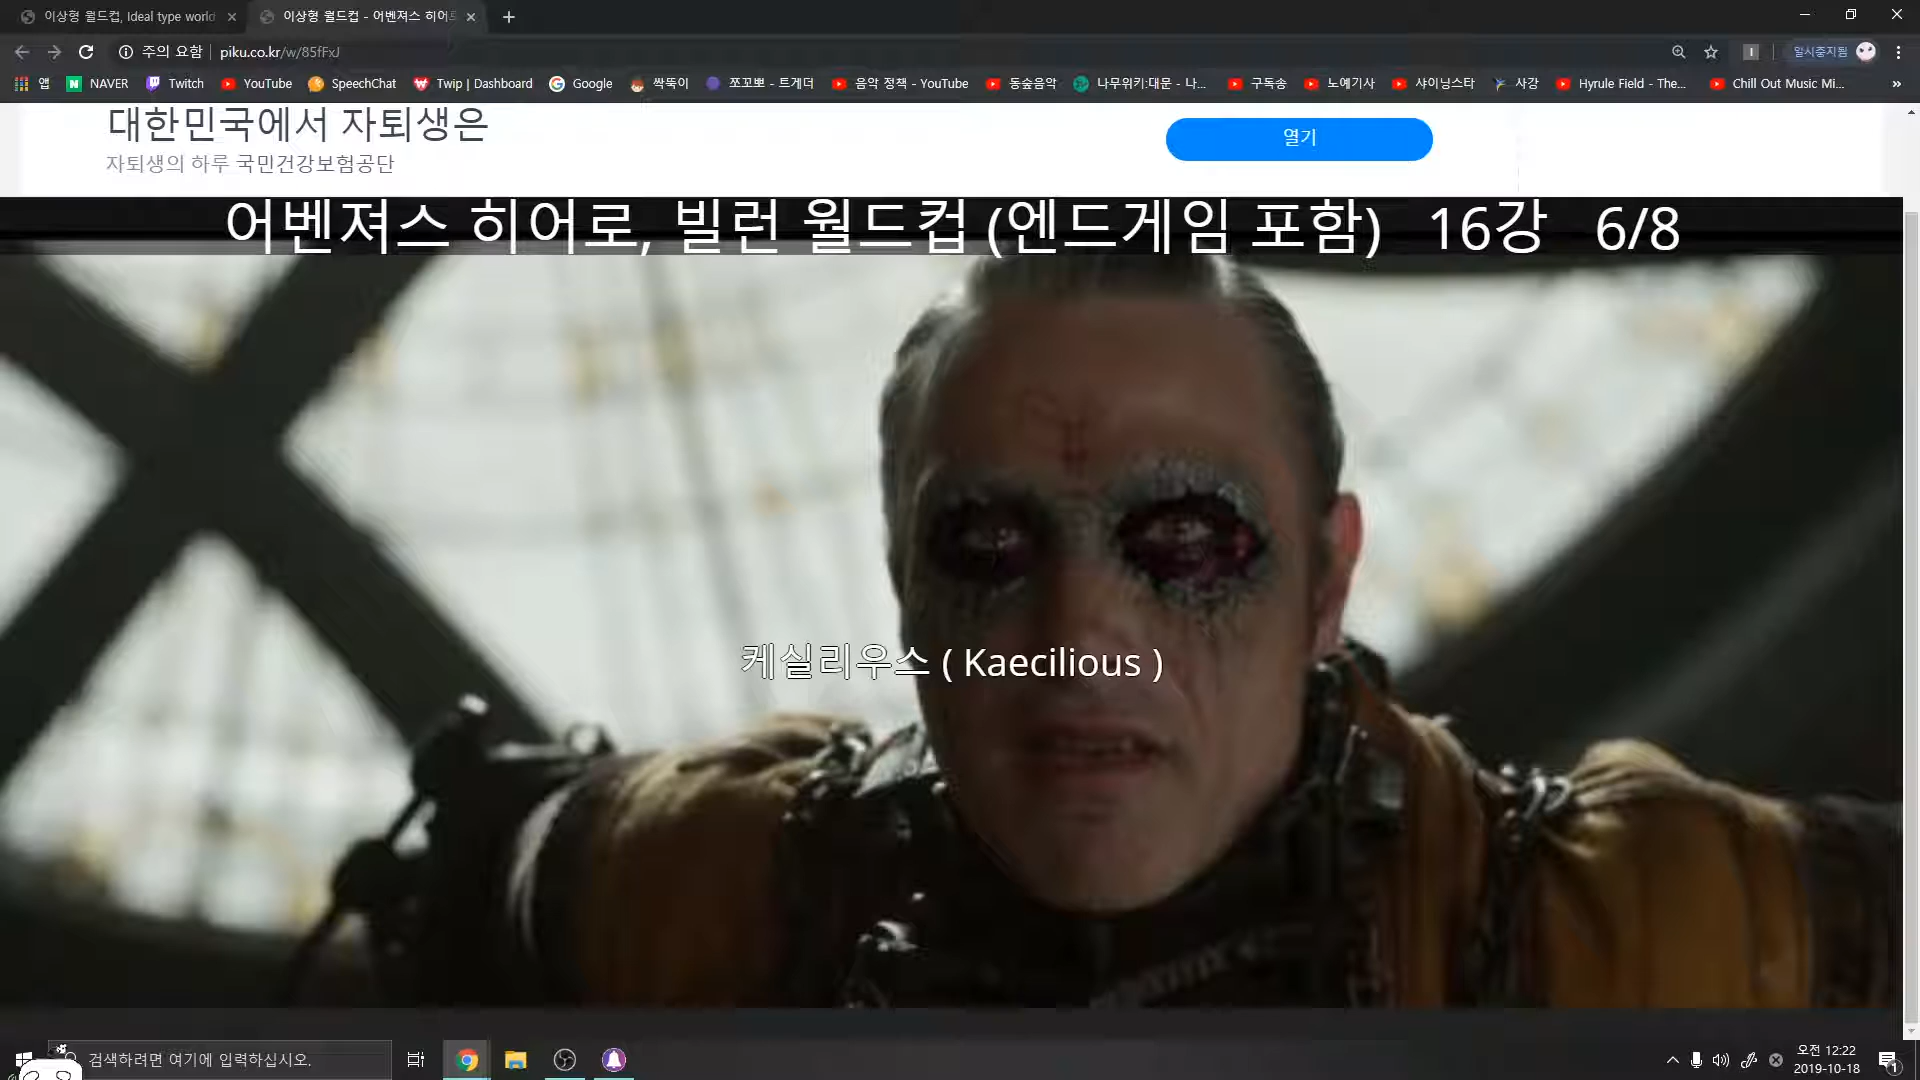 이상형 월드컵, Ideal type world
이상형 월드컵 - 어벤져스 히어로
주의 요함 piku.co.kr/w/85fFxJ
일시중지됨
앱 NAVER Twitch YouTube SpeechChat Twip | Dashboard Google 싹뚝이 쪼꼬뽀 - 트게더 음악 정책 - YouTube 동숲음악 나무위키:대문 - 나... 구독송 노예기사 샤이닝스타 사강 Hyrule Field - The... Chill Out Music Mi...
대한민국에서 자퇴생은
자퇴생의 하루 국민건강보험공단
열기
어벤져스 히어로, 빌런 월드컵 (엔드게임 포함) 16강 6/8
케실리우스 ( Kaecilious )
검색하려면 여기에 입력하십시오.
오전 12:22
2019-10-18
1